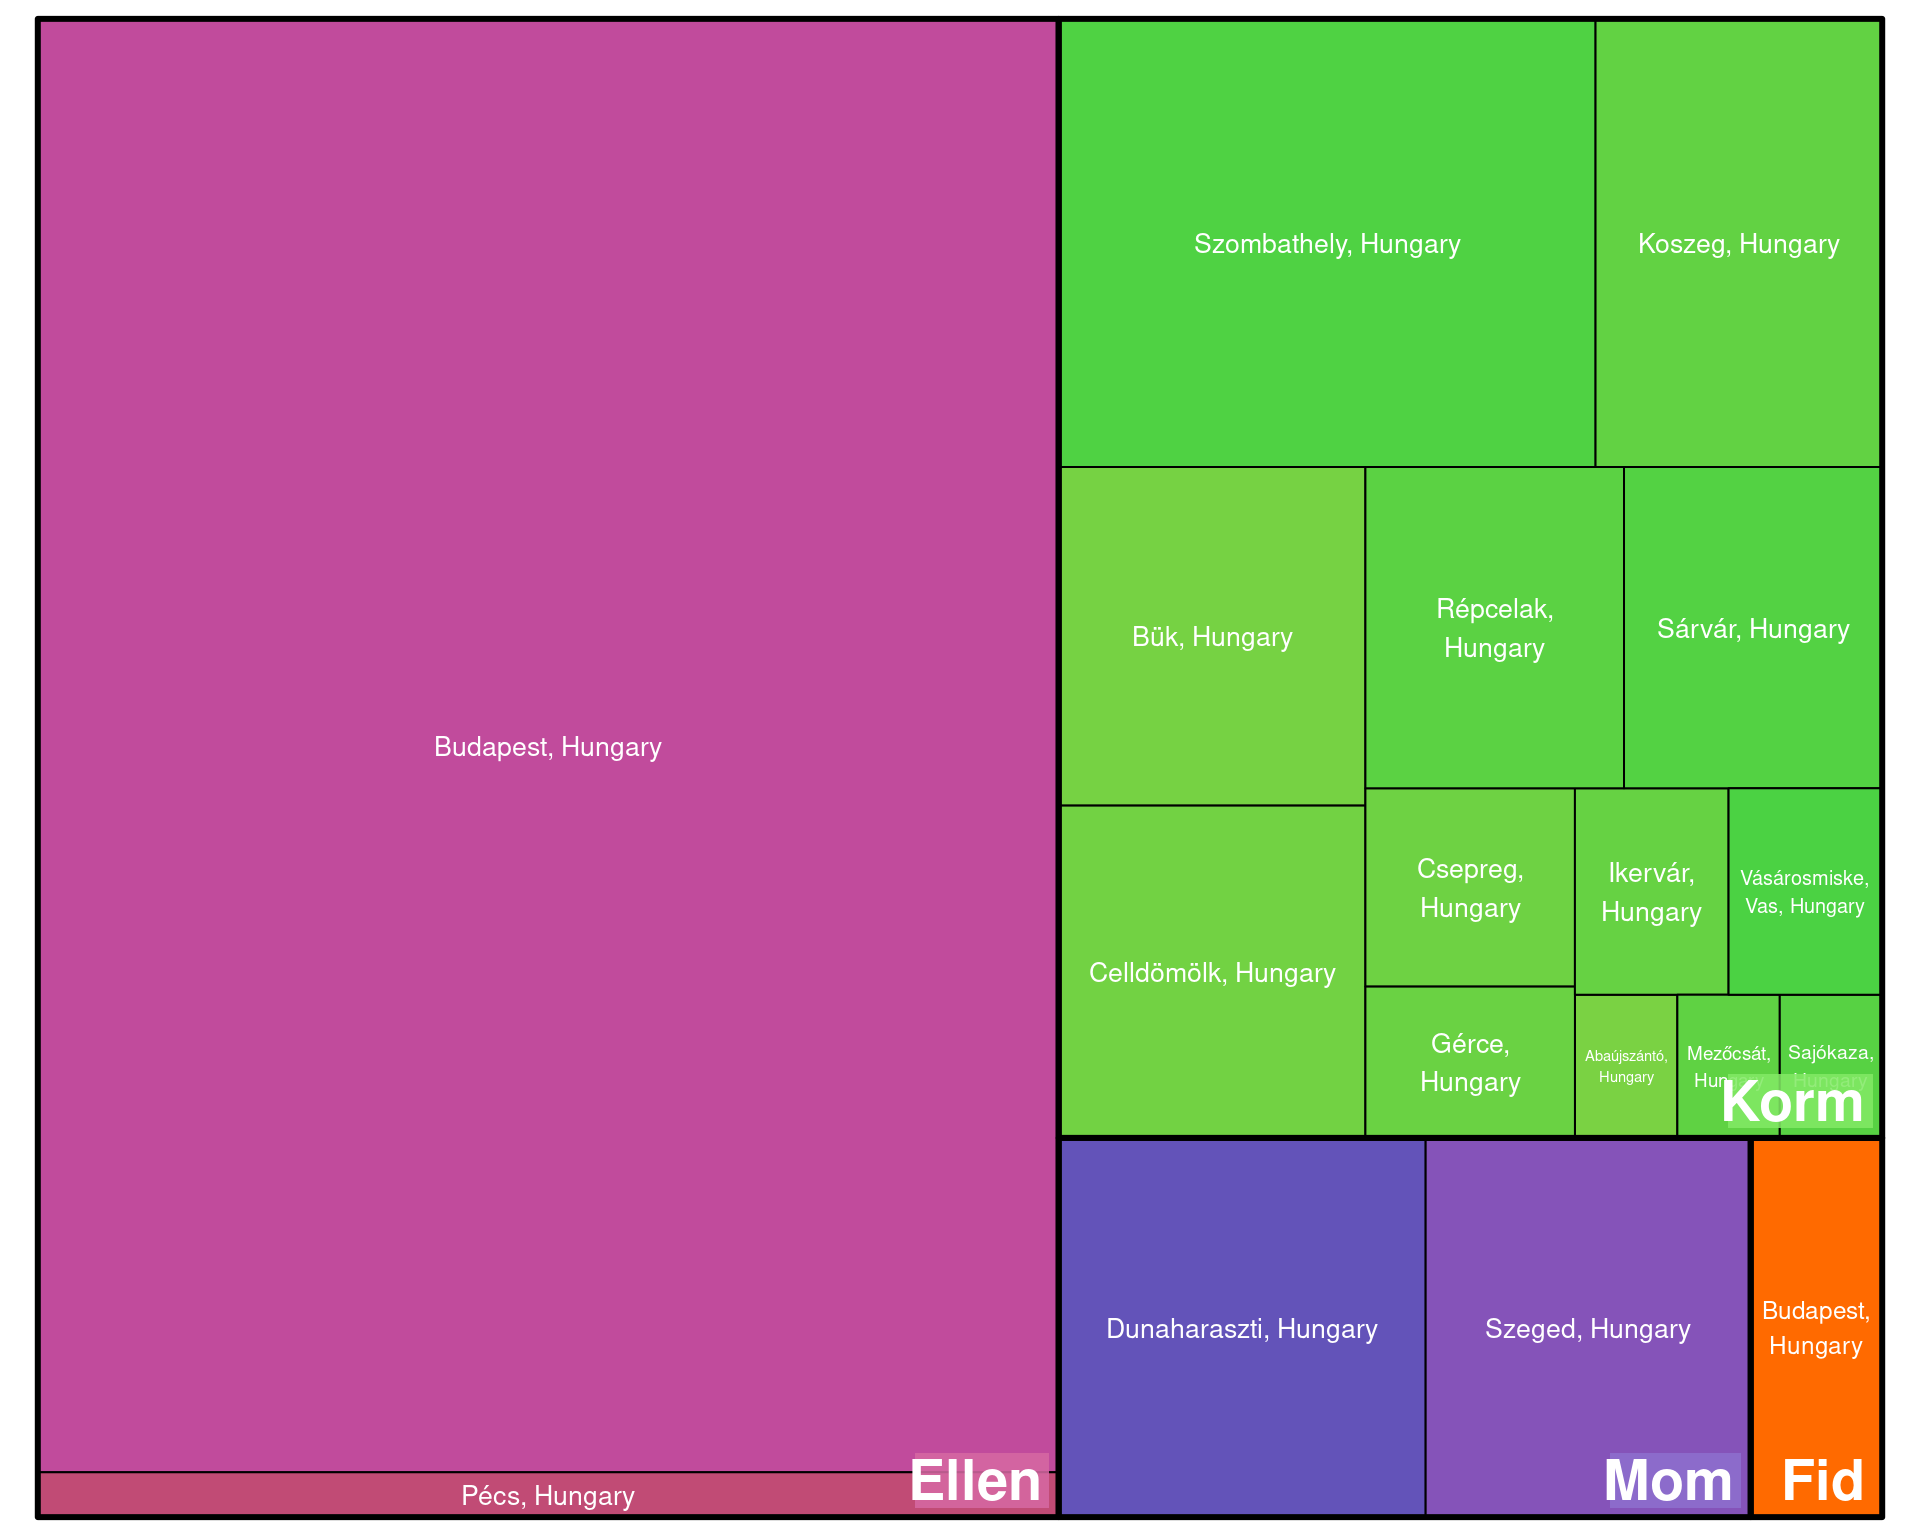 Budapest, Hungary
Pécs, Hungary
Ellen
Szombathely, Hungary
Koszeg, Hungary
Bük, Hungary
Répcelak,
Hungary
Sárvár, Hungary
Celldömölk, Hungary
Csepreg,
Hungary
Ikervár,
Hungary
Vásárosmiske,
Vas, Hungary
Gérce,
Hungary
Abaújszántó,
Hungary
Mezőcsát,
Hungary
Sajókaza,
Hungary
Korm
Dunaharaszti, Hungary
Szeged, Hungary
Mom
Budapest,
Hungary
Fid